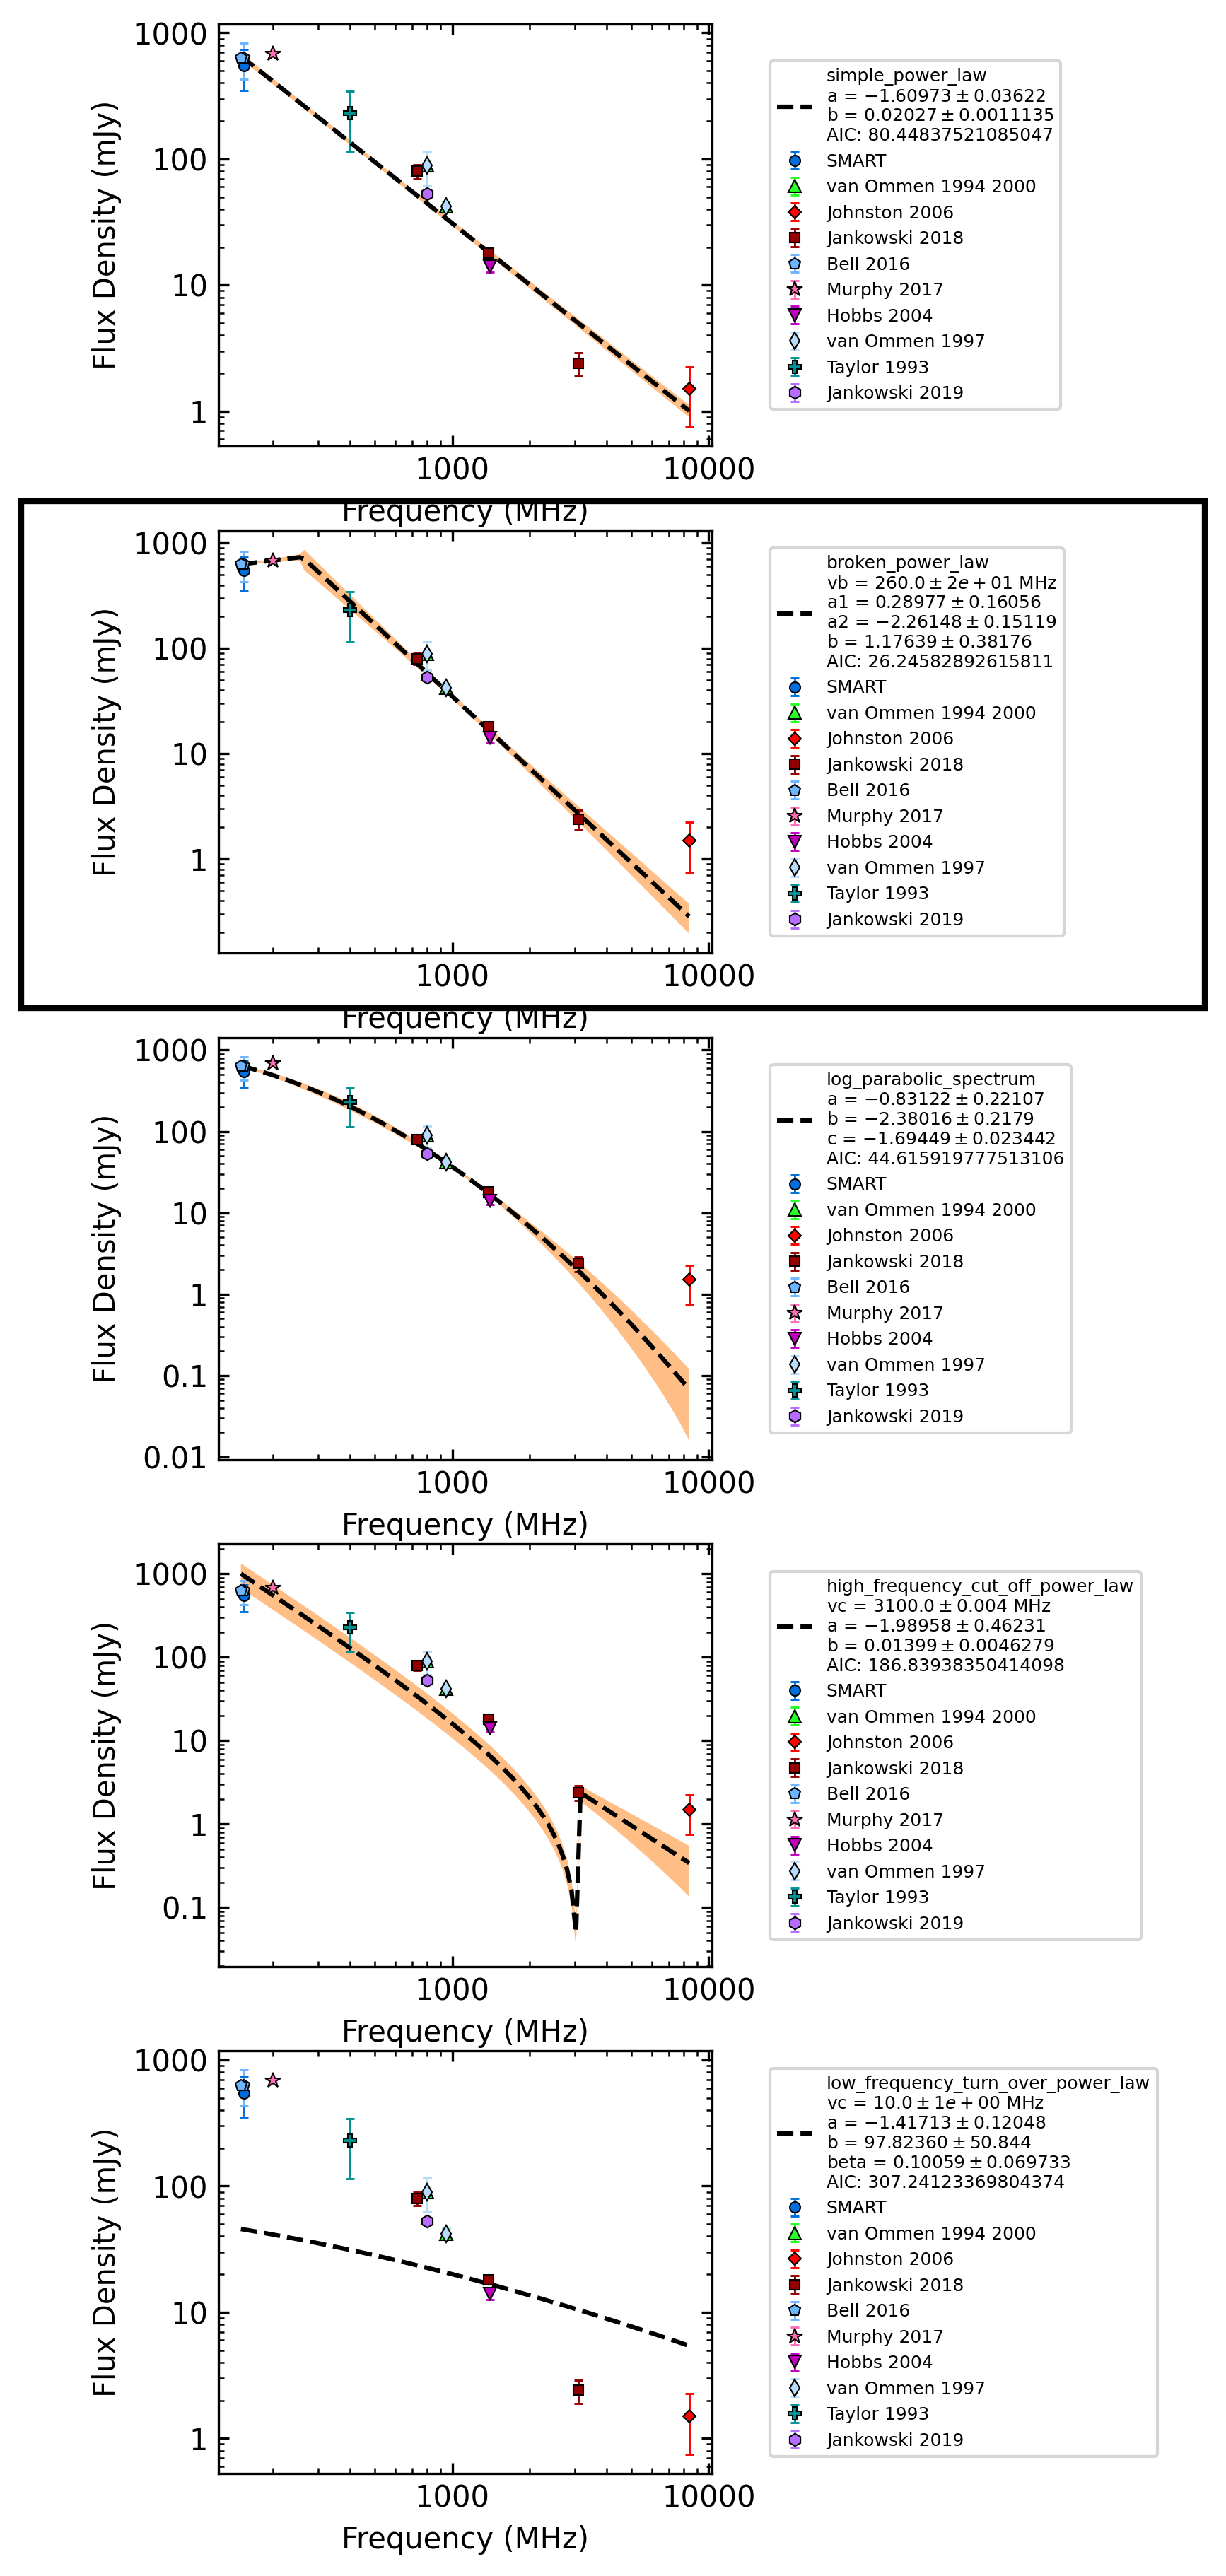 1000
100
10
1
Flux Density (mJy)
1000
10000
Frequency (MHz)
simple_power_law
a = −1.60973 ± 0.03622
b = 0.02027 ± 0.0011135
AIC: 80.44837521085047
SMART
van Ommen 1994 2000
Johnston 2006
Jankowski 2018
Bell 2016
Murphy 2017
Hobbs 2004
van Ommen 1997
Taylor 1993
Jankowski 2019
1000
100
10
1
Flux Density (mJy)
1000
10000
Frequency (MHz)
broken_power_law
vb = 260.0 ± 2e + 01 MHz
a1 = 0.28977 ± 0.16056
a2 = −2.26148 ± 0.15119
b = 1.17639 ± 0.38176
AIC: 26.24582892615811
SMART
van Ommen 1994 2000
Johnston 2006
Jankowski 2018
Bell 2016
Murphy 2017
Hobbs 2004
van Ommen 1997
Taylor 1993
Jankowski 2019
1000
100
10
1
0.1
0.01
Flux Density (mJy)
1000
10000
Frequency (MHz)
log_parabolic_spectrum
a = −0.83122 ± 0.22107
b = −2.38016 ± 0.2179
c = −1.69449 ± 0.023442
AIC: 44.615919777513106
SMART
van Ommen 1994 2000
Johnston 2006
Jankowski 2018
Bell 2016
Murphy 2017
Hobbs 2004
van Ommen 1997
Taylor 1993
Jankowski 2019
1000
100
10
1
0.1
Flux Density (mJy)
1000
10000
Frequency (MHz)
high_frequency_cut_off_power_law
vc = 3100.0 ± 0.004 MHz
a = −1.98958 ± 0.46231
b = 0.01399 ± 0.0046279
AIC: 186.83938350414098
SMART
van Ommen 1994 2000
Johnston 2006
Jankowski 2018
Bell 2016
Murphy 2017
Hobbs 2004
van Ommen 1997
Taylor 1993
Jankowski 2019
1000
100
10
1
Flux Density (mJy)
1000
10000
Frequency (MHz)
low_frequency_turn_over_power_law
vc = 10.0 ± 1e + 00 MHz
a = −1.41713 ± 0.12048
b = 97.82360 ± 50.844
beta = 0.10059 ± 0.069733
AIC: 307.24123369804374
SMART
van Ommen 1994 2000
Johnston 2006
Jankowski 2018
Bell 2016
Murphy 2017
Hobbs 2004
van Ommen 1997
Taylor 1993
Jankowski 2019